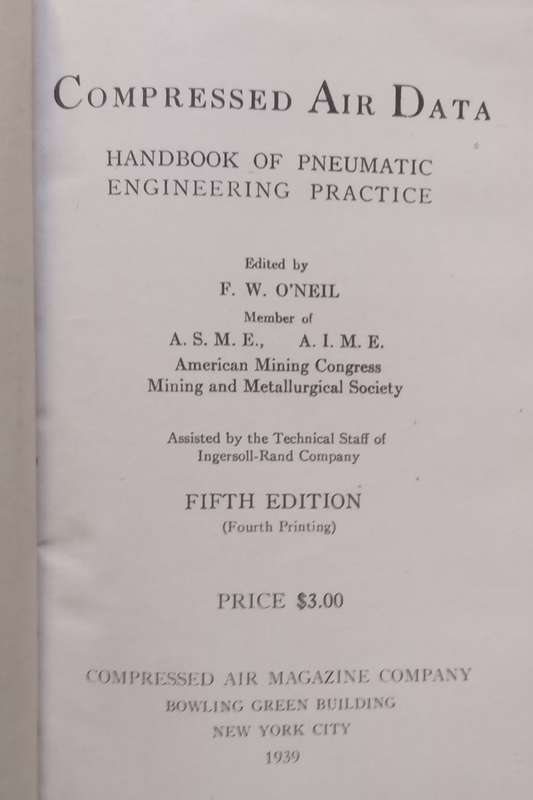 COMPRESSED AIR DATA
HANDBOOK OF PNEUMATIC
ENGINEERING PRACTICE
Edited by
F. W. O'NEIL
Member of
A. S. M. E., A. I. M. E.
American Mining Congress
Mining and Metallurgical Society
Assisted by the Technical Staff of
Ingersoll-Rand Company
FIFTH EDITION
(Fourth Printing)
PRICE $3.00
COMPRESSED AIR MAGAZINE COMPANY
BOWLING GREEN BUILDING
NEW YORK CITY
1939